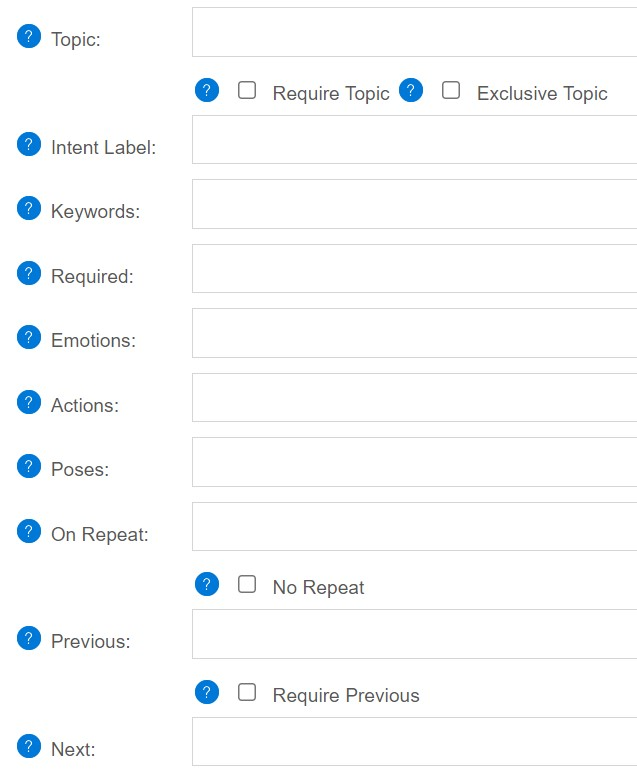 ? Topic:
? Require Topic ? Exclusive Topic
? Intent Label:
? Keywords:
? Required:
? Emotions:
? Actions:
? Poses:
? On Repeat:
? No Repeat
? Previous:
? Require Previous
? Next: